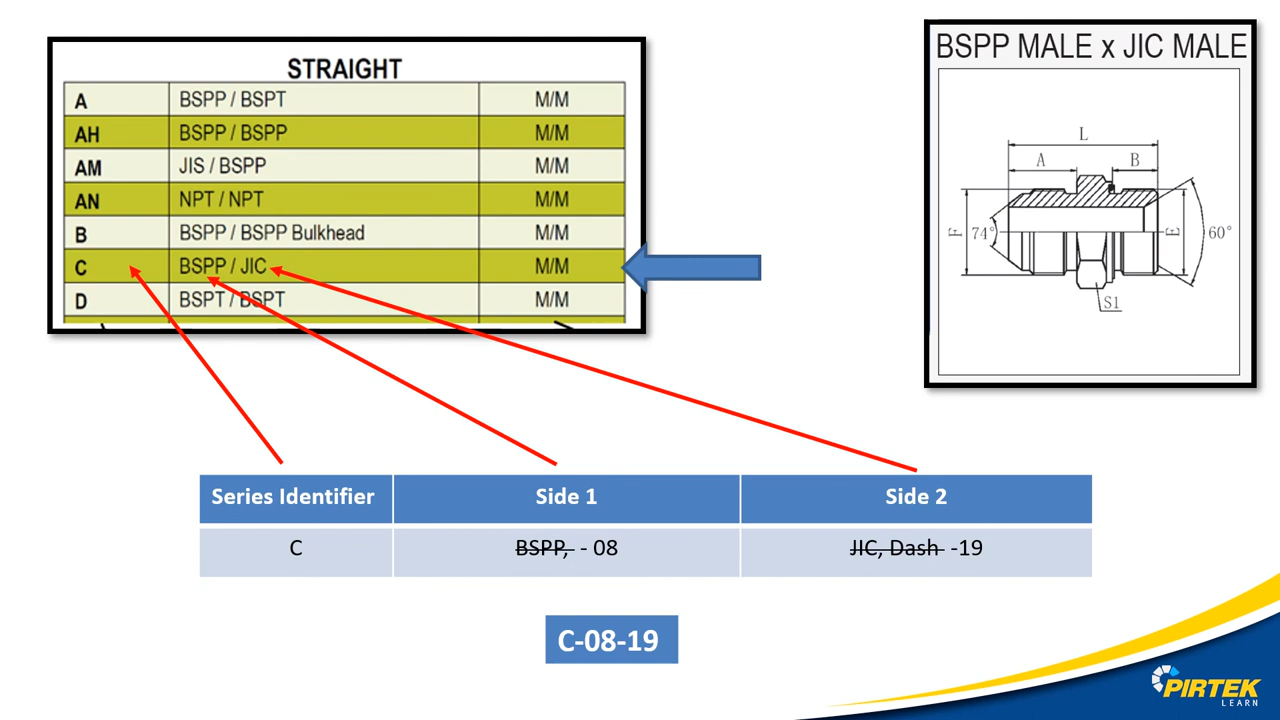 STRAIGHT
A BSPP / BSPT M/M
AH BSPP / BSPP M/M
AM JIS / BSPP M/M
AN NPT / NPT M/M
B BSPP / BSPP Bulkhead M/M
C BSPP / JIC M/M
D BSPT / BSPT M/M
BSPP MALE x JIC MALE
L
A B
F 74° E 60°
S1
Series Identifier Side 1 Side 2
C BSPP, - 08 JIC, Dash -19
C-08-19
PIRTEK
LEARN